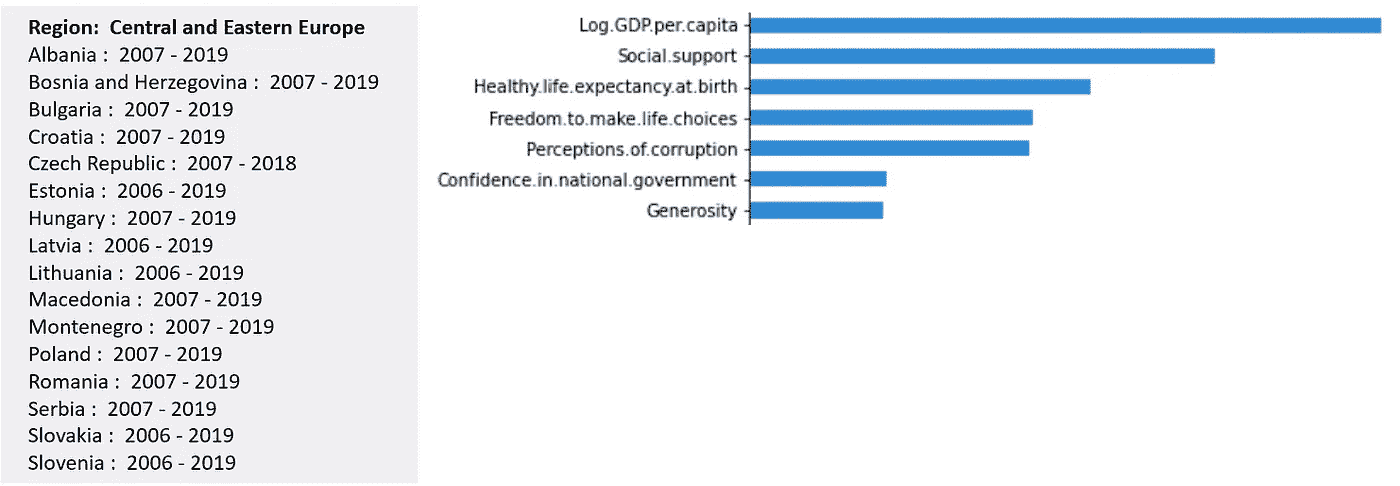 Region:  Central and Eastern Europe
Albania :  2007 - 2019
Bosnia and Herzegovina :  2007 - 2019
Bulgaria :  2007 - 2019
Croatia :  2007 - 2019
Czech Republic :  2007 - 2018
Estonia :  2006 - 2019
Hungary :  2007 - 2019
Latvia :  2006 - 2019
Lithuania :  2006 - 2019
Macedonia :  2007 - 2019
Montenegro :  2007 - 2019
Poland :  2007 - 2019
Romania :  2007 - 2019
Serbia :  2007 - 2019
Slovakia :  2006 - 2019
Slovenia :  2006 - 2019
Log.GDP.per.capita
Social.support
Healthy.life.expectancy.at.birth
Freedom.to.make.life.choices
Perceptions.of.corruption
Confidence.in.national.government
Generosity